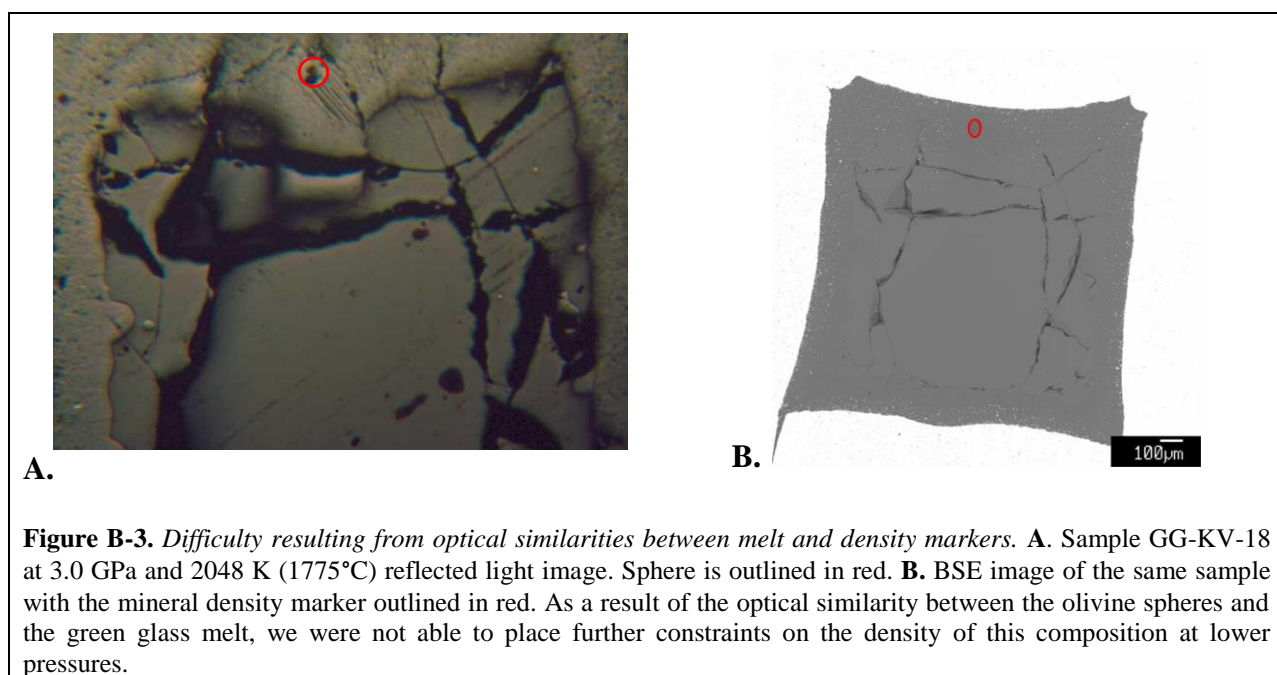 100μm
A.
B.
Figure B-3. Difficulty resulting from optical similarities between melt and density markers. A. Sample GG-KV-18
at 3.0 GPa and 2048 K (1775°C) reflected light image. Sphere is outlined in red. B. BSE image of the same sample
with the mineral density marker outlined in red. As a result of the optical similarity between the olivine spheres and
the green glass melt, we were not able to place further constraints on the density of this composition at lower
pressures.